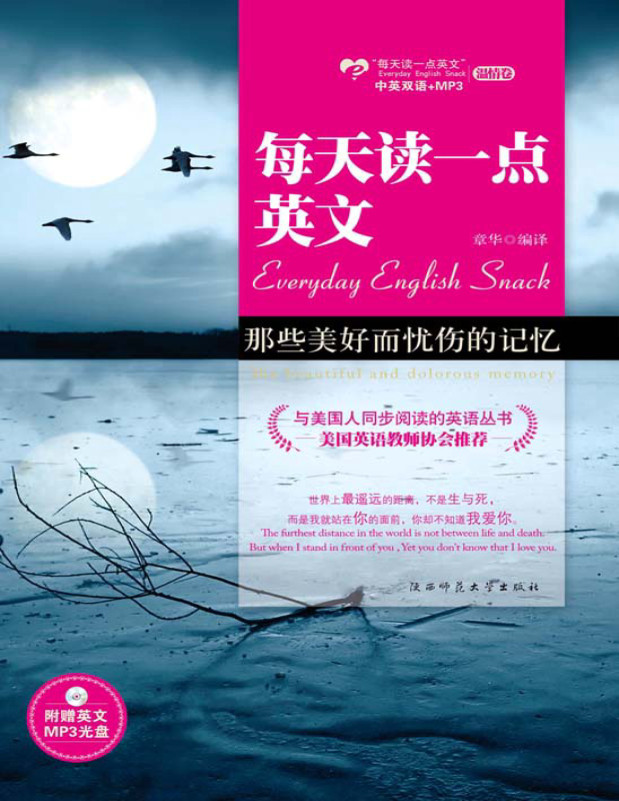 “每天读一点英文”
Everyday English Snack
中英双语+MP3
温情卷
每天读一点
英文
章华◎编译
Everyday English Snack
那些美好而忧伤的记忆
The beautiful and dolorous memory
与美国人同步阅读的英语丛书
美国英语教师协会推荐
世界上最遥远的距离，不是生与死，
而是我就站在你的面前，你却不知道我爱你。
The furthest distance in the world is not between life and death.
But when I stand in front of you , Yet you don't know that I love you.
陕西师范大学出版社
附赠英文
MP3光盘